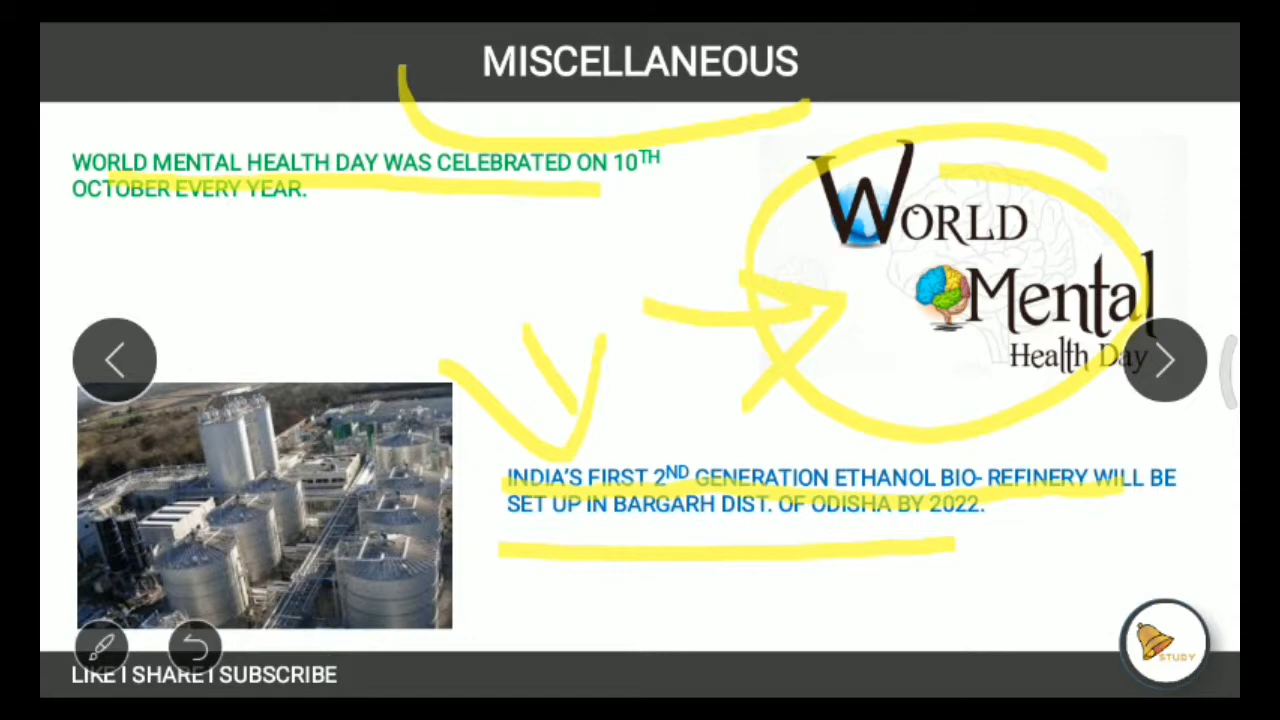 MISCELLANEOUS
WORLD MENTAL HEALTH DAY WAS CELEBRATED ON 10TH
OCTOBER EVERY YEAR.
WORLD
Mental
Health Day
INDIA'S FIRST 2ND GENERATION ETHANOL BIO- REFINERY WILL BE
SET UP IN BARGARH DIST. OF ODISHA BY 2022.
STUDY
LIKE I SHARE I SUBSCRIBE